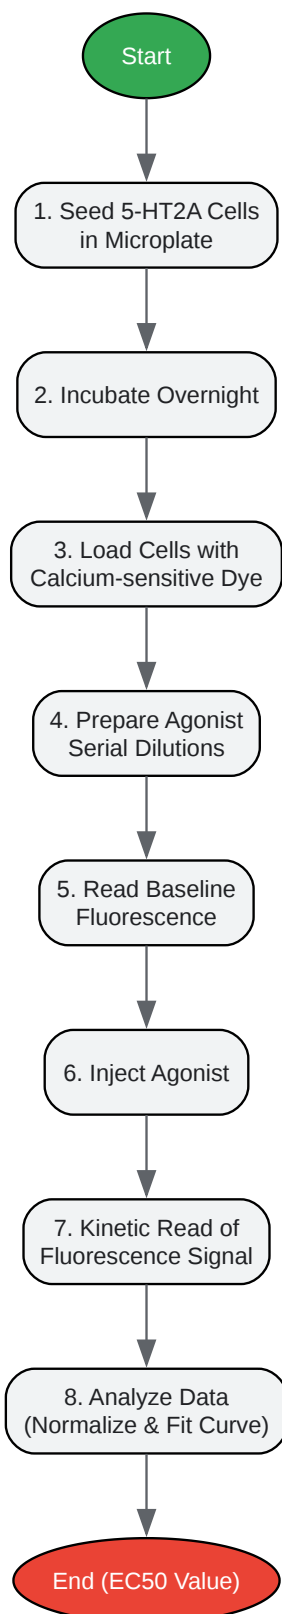 Start
1. Seed 5-HT2A Cells
in Microplate
2. Incubate Overnight
3. Load Cells with
Calcium-sensitive Dye
4. Prepare Agonist
Serial Dilutions
5. Read Baseline
Fluorescence
6. Inject Agonist
7. Kinetic Read of
Fluorescence Signal
8. Analyze Data
(Normalize & Fit Curve)
End (EC50 Value)